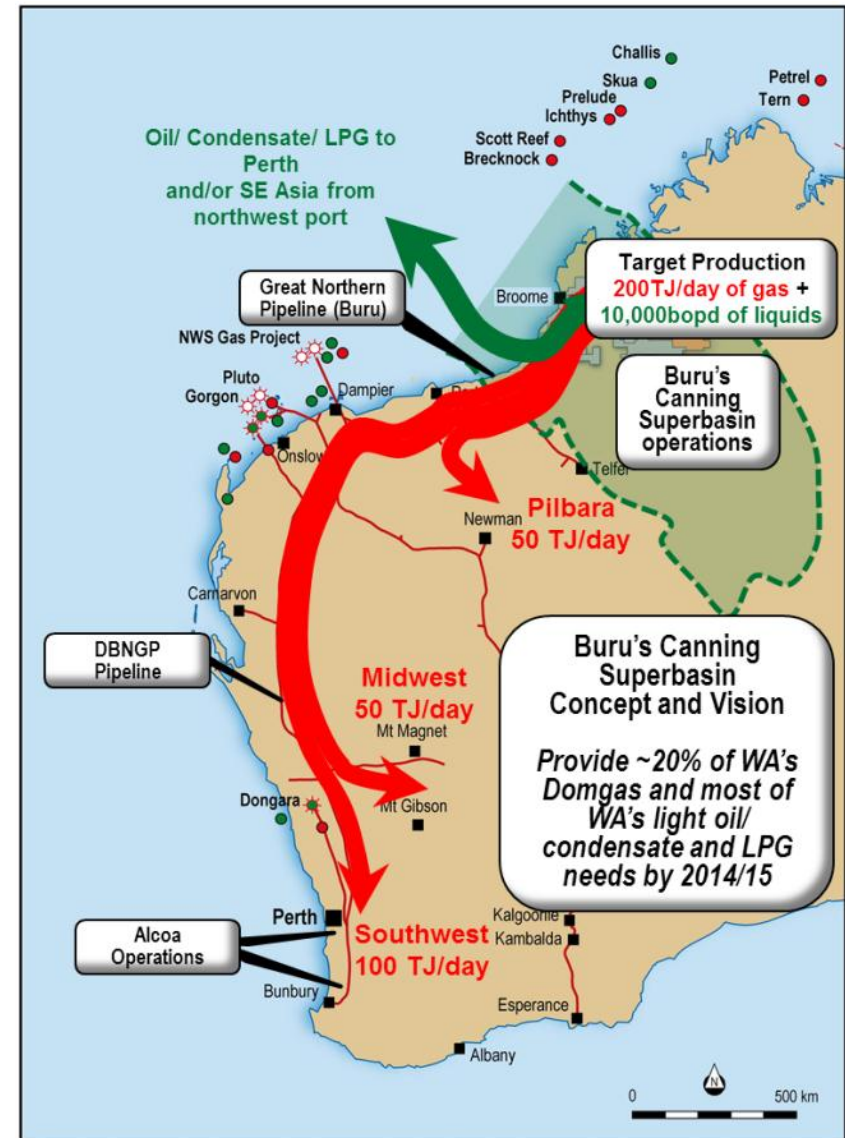 Challis
Skua
Petrel
Prelude
Tern
Ichthys
Scott Reef
Brecknock
Oil/ Condensate/ LPG to
Perth
and/or SE Asia from
northwest port
Target Production
200TJ/day of gas +
10,000bopd of liquids
Great Northern
Pipeline (Buru)
Broome
NWS Gas Project
Buru's
Canning
Superbasin
operations
Pluto
Gorgon
Dampier
Onslow
Telfer
Pilbara
50 TJ/day
Newman
Carnarvon
DBNGP
Pipeline
Midwest
50 TJ/day
Mt Magnet
Buru's Canning
Superbasin
Concept and Vision
Provide ~20% of WA's
Domgas and most of
WA's light oil/
condensate and LPG
needs by 2014/15
Dongara
Mt Gibson
Perth
Kalgoorlie
Kambalda
Alcoa
Operations
Southwest
100 TJ/day
Bunbury
Esperance
Albany
N
0
500 km